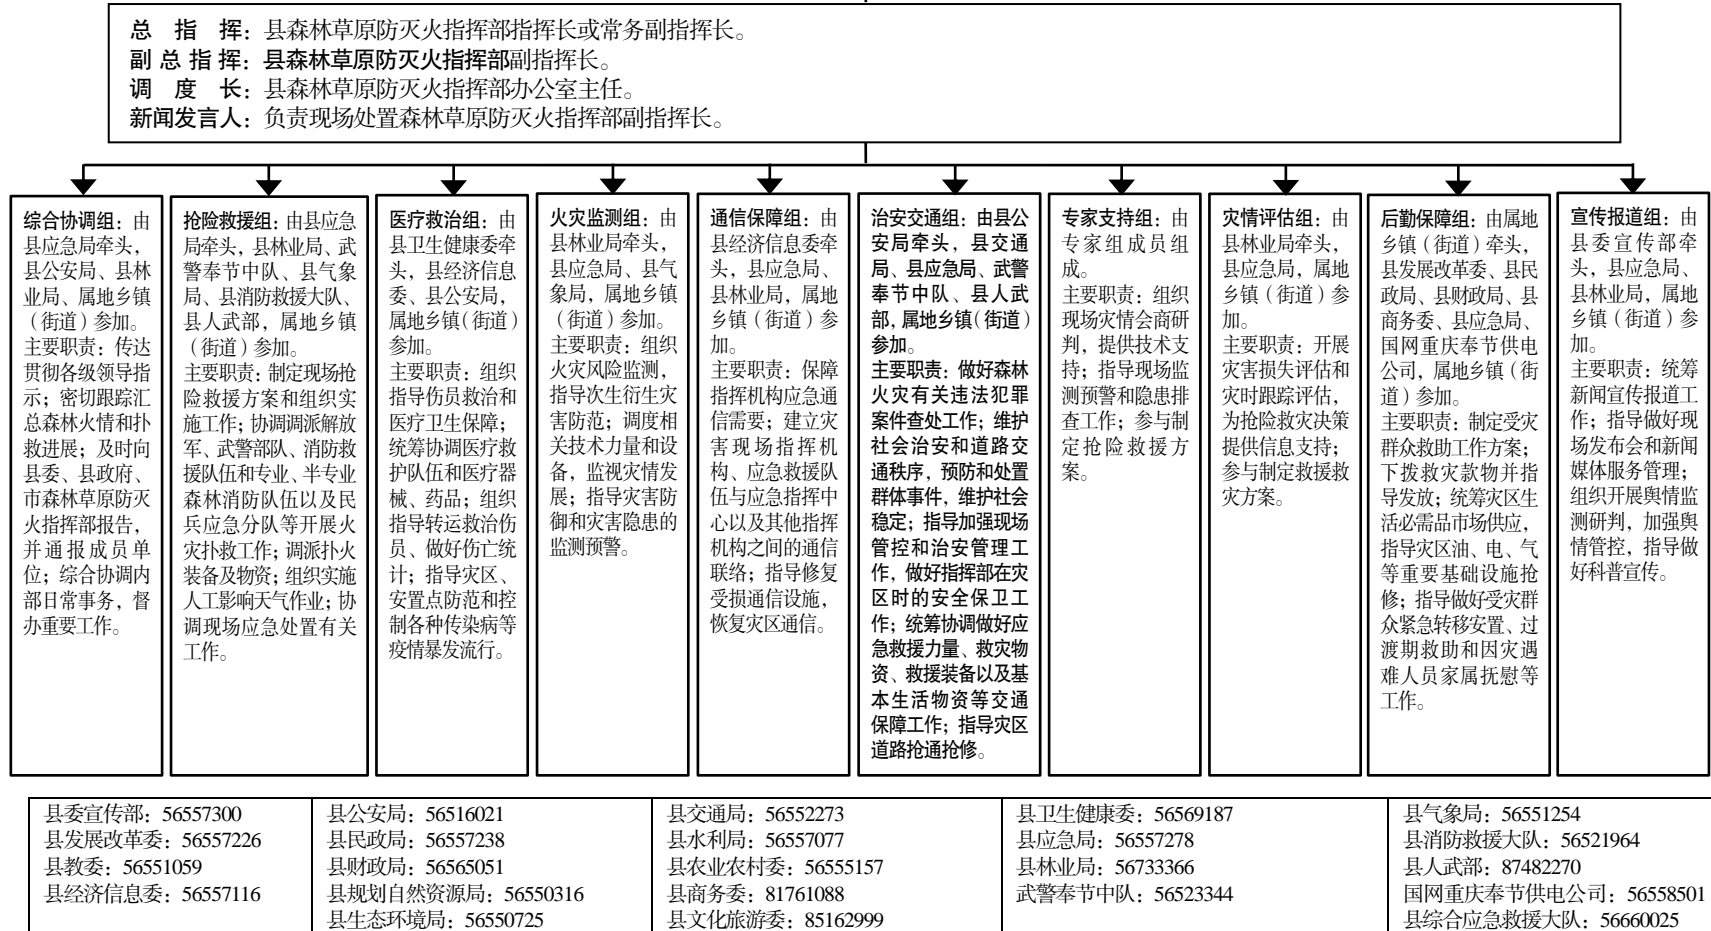 总指挥：县森林草原防灭火指挥部指挥长或常务副指挥长。
副总指挥：县森林草原防灭火指挥部副指挥长。
调度长：县森林草原防灭火指挥部办公室主任。
新闻发言人：负责现场处置森林草原防灭火指挥部副指挥长。
综合协调组：由
县应急局牵头，
县公安局、县林
业局、属地乡镇
（街道）参加。
主要职责：传达
贯彻各级领导指
示；密切跟踪汇
总森林火情和扑
救进展；及时向
县委、县政府、
市森林草原防灭
火指挥部报告，
并通报成员单
位；综合协调内
部日常事务，督
办重要工作。
抢险救援组：由县应急
局牵头，县林业局、武
警奉节中队、县气象
局、县消防救援大队、
县人武部，属地乡镇
（街道）参加。
主要职责：制定现场抢
险救援方案和组织实
施工作；协调调派解放
军、武警部队、消防救
援队伍和专业、半专业
森林消防队伍以及民
兵应急分队等开展火
灾扑救工作；调派扑火
装备及物资；组织实施
人工影响天气作业；协
调现场应急处置有关
工作。
医疗救治组：由
县卫生健康委牵
头，县经济信息
委、县公安局，
属地乡镇（街道）
参加。
主要职责：组织
指导伤员救治和
医疗卫生保障；
统筹协调医疗救
护队伍和医疗器
械、药品；组织
指导转运救治伤
员、做好伤亡统
计；指导灾区、
安置点防范和控
制各种传染病等
疫情暴发流行。
火灾监测组：由
县林业局牵头，
县应急局、县气
象局，属地乡镇
（街道）参加。
主要职责：组织
火灾风险监测，
指导次生衍生灾
害防范；调度相
关技术力量和设
备，监视灾情发
展；指导灾害防
御和灾害隐患的
监测预警。
通信保障组：由
县经济信息委牵
头，县应急局、
县林业局，属地
乡镇（街道）参
加。
主要职责：保障
指挥机构应急通
信需要；建立灾
害现场指挥机
构、应急救援队
伍与应急指挥中
心以及其他指挥
机构之间的通信
联络；指导修复
受损通信设施，
恢复灾区通信。
治安交通组：由县公
安局牵头，县交通
局、县应急局、武警
奉节中队、县人武
部，属地乡镇（街道）
参加。
主要职责：做好森林
火灾有关违法犯罪
案件查处工作；维护
社会治安和道路交
通秩序，预防和处置
群体事件，维护社会
稳定；指导加强现场
管控和治安管理工
作，做好指挥部在灾
区时的安全保卫工
作；统筹协调做好应
急救援力量、救灾物
资、救援装备以及基
本生活物资等交通
保障工作；指导灾区
道路抢通抢修。
专家支持组：由
专家组成员组
成。
主要职责：组织
现场灾情会商研
判，提供技术支
持；指导现场监
测预警和隐患排
查工作；参与制
定抢险救援方
案。
灾情评估组：由
县林业局牵头，
县应急局，属地
乡镇（街道）参
加。
主要职责：开展
灾害损失评估和
灾时跟踪评估，
为抢险救灾决策
提供信息支持；
参与制定救援救
灾方案。
后勤保障组：由属地
乡镇（街道）牵头，
县发展改革委、县民
政局、县财政局、县
商务委、县应急局、
国网重庆奉节供电
公司，属地乡镇（街
道）参加。
主要职责：制定受灾
群众救助工作方案；
下拨救灾款物并指
导发放；统筹灾区生
活必需品市场供应，
指导灾区油、电、气
等重要基础设施抢
修；指导做好受灾群
众紧急转移安置、过
渡期救助和因灾遇
难人员家属抚慰等
工作。
宣传报道组：由
县委宣传部牵
头，县应急局、
县林业局，属地
乡镇（街道）参
加。
主要职责：统筹
新闻宣传报道工
作；指导做好现
场发布会和新闻
媒体服务管理；
组织开展舆情监
测研判，加强舆
情管控，指导做
好科普宣传。
县委宣传部：56557300
县发展改革委：56557226
县教委：56551059
县经济信息委：56557116
县公安局：56516021
县民政局：56557238
县财政局：56565051
县规划自然资源局：56550316
县生态环境局：56550725
县交通局：56552273
县水利局：56557077
县农业农村委：56555157
县商务委：81761088
县文化旅游委：85162999
县卫生健康委：56569187
县应急局：56557278
县林业局：56733366
武警奉节中队：56523344
县气象局：56551254
县消防救援大队：56521964
县人武部：87482270
国网重庆奉节供电公司：56558501
县综合应急救援大队：56660025